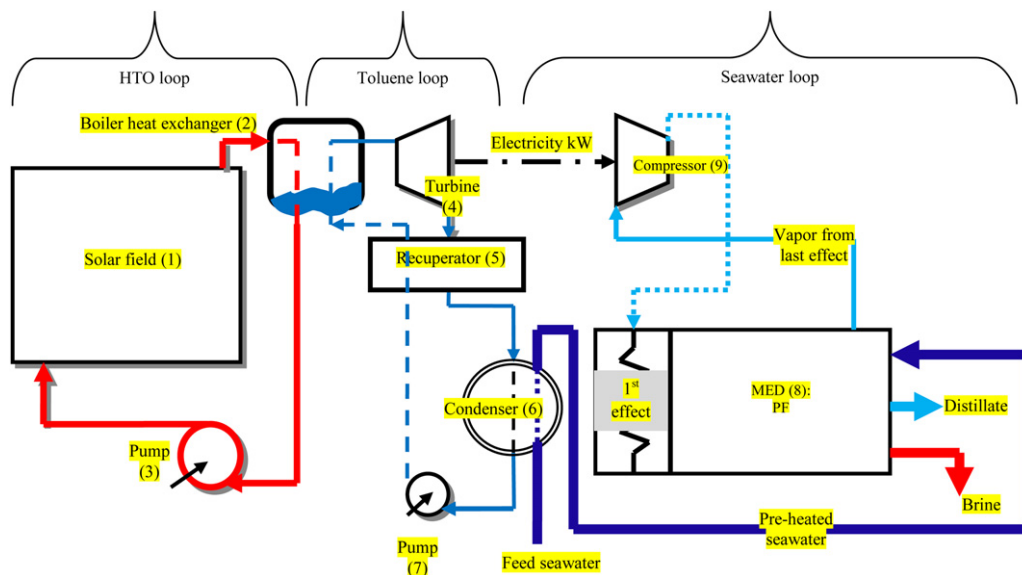 HTO loop
Toluene loop
Seawater loop
Boiler heat exchanger (2)
Electricity kW
Compressor (9)
Turbine
(4)
Vapor from
last effect
Solar field (1)
Recuperator (5)
1st
effect
MED (8):
PF
Condenser (6)
Distillate
Pump
(3)
Brine
Pump
(7)
Feed seawater
Pre-heated
seawater